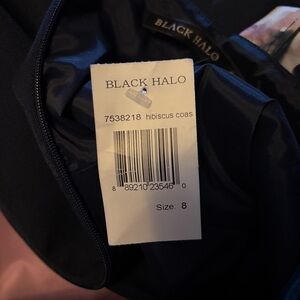 BLACK HALO
BLACK HALO
7538218 hibiscus coas
8 89210 23546 0
Size: 8